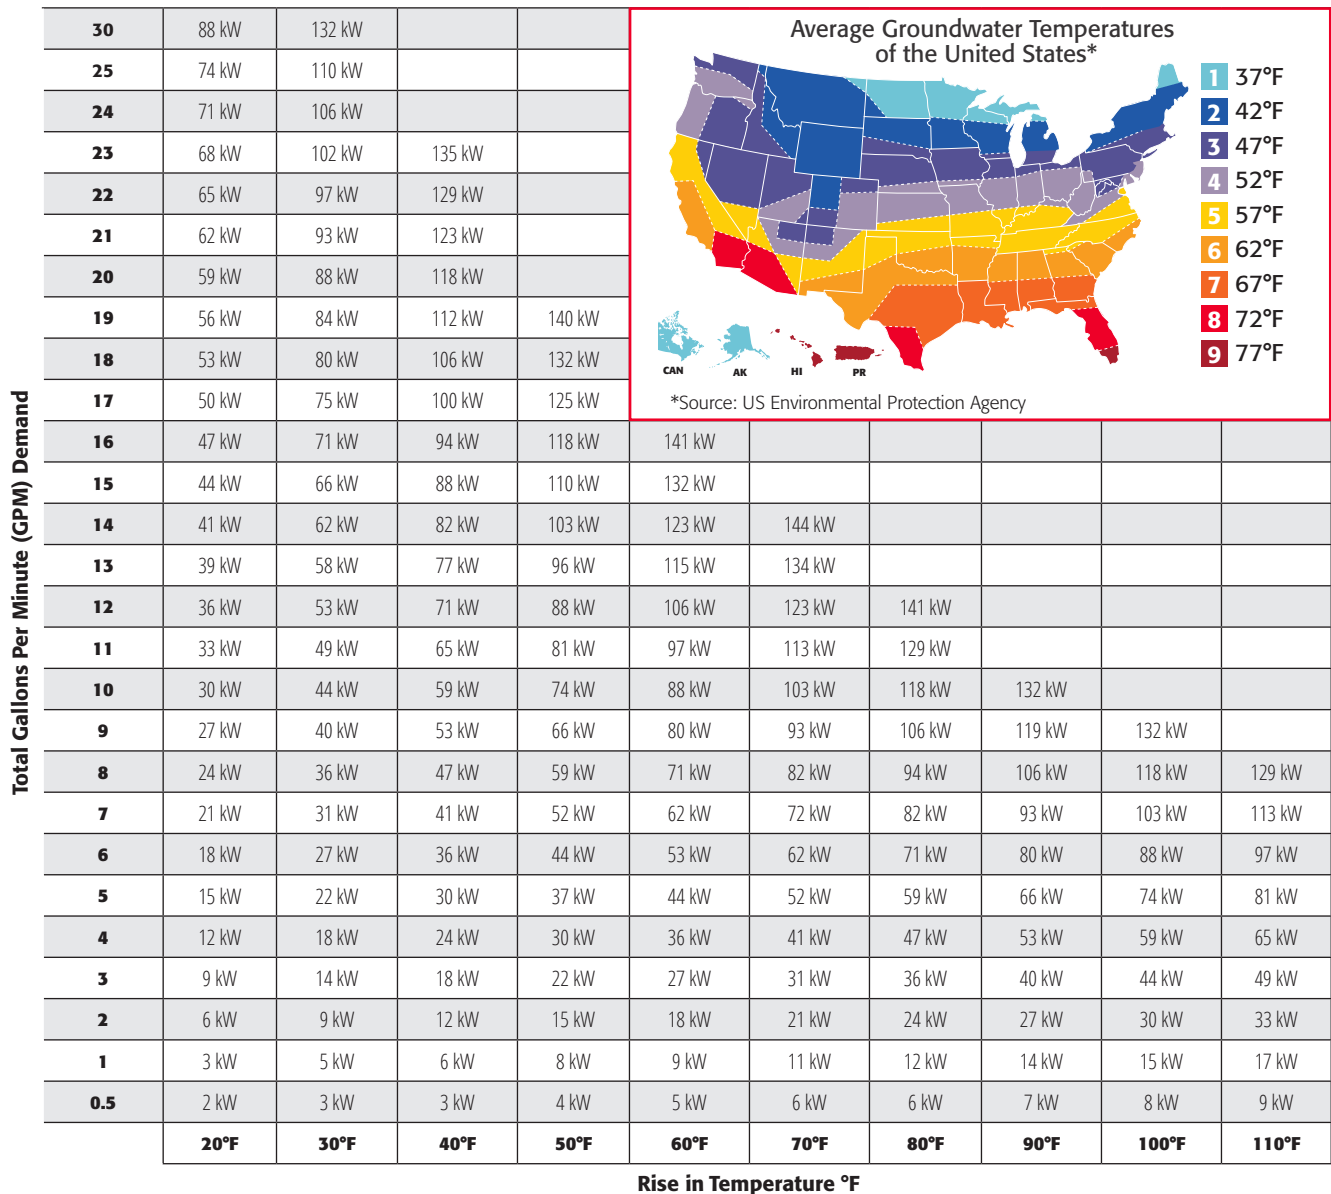 Total Gallons Per Minute (GPM) Demand
30 88 kW 132 kW
25 74 kW 110 kW
24 71 kW 106 kW
23 68 kW 102 kW 135 kW
22 65 kW 97 kW 129 kW
21 62 kW 93 kW 123 kW
20 59 kW 88 kW 118 kW
19 56 kW 84 kW 112 kW 140 kW
18 53 kW 80 kW 106 kW 132 kW
17 50 kW 75 kW 100 kW 125 kW
Average Groundwater Temperatures
of the United States*
1 37°F
2 42°F
3 47°F
4 52°F
5 57°F
6 62°F
7 67°F
8 72°F
9 77°F
CAN AK HI PR
*Source: US Environmental Protection Agency
16 47 kW 71 kW 94 kW 118 kW 141 kW
15 44 kW 66 kW 88 kW 110 kW 132 kW
14 41 kW 62 kW 82 kW 103 kW 123 kW 144 kW
13 39 kW 58 kW 77 kW 96 kW 115 kW 134 kW
12 36 kW 53 kW 71 kW 88 kW 106 kW 123 kW 141 kW
11 33 kW 49 kW 65 kW 81 kW 97 kW 113 kW 129 kW
10 30 kW 44 kW 59 kW 74 kW 88 kW 103 kW 118 kW 132 kW
9 27 kW 40 kW 53 kW 66 kW 80 kW 93 kW 106 kW 119 kW 132 kW
8 24 kW 36 kW 47 kW 59 kW 71 kW 82 kW 94 kW 106 kW 118 kW 129 kW
7 21 kW 31 kW 41 kW 52 kW 62 kW 72 kW 82 kW 93 kW 103 kW 113 kW
6 18 kW 27 kW 36 kW 44 kW 53 kW 62 kW 71 kW 80 kW 88 kW 97 kW
5 15 kW 22 kW 30 kW 37 kW 44 kW 52 kW 59 kW 66 kW 74 kW 81 kW
4 12 kW 18 kW 24 kW 30 kW 36 kW 41 kW 47 kW 53 kW 59 kW 65 kW
3 9 kW 14 kW 18 kW 22 kW 27 kW 31 kW 36 kW 40 kW 44 kW 49 kW
2 6 kW 9 kW 12 kW 15 kW 18 kW 21 kW 24 kW 27 kW 30 kW 33 kW
1 3 kW 5 kW 6 kW 8 kW 9 kW 11 kW 12 kW 14 kW 15 kW 17 kW
0.5 2 kW 3 kW 3 kW 4 kW 5 kW 6 kW 6 kW 7 kW 8 kW 9 kW
20°F 30°F 40°F 50°F 60°F 70°F 80°F 90°F 100°F 110°F
Rise in Temperature °F